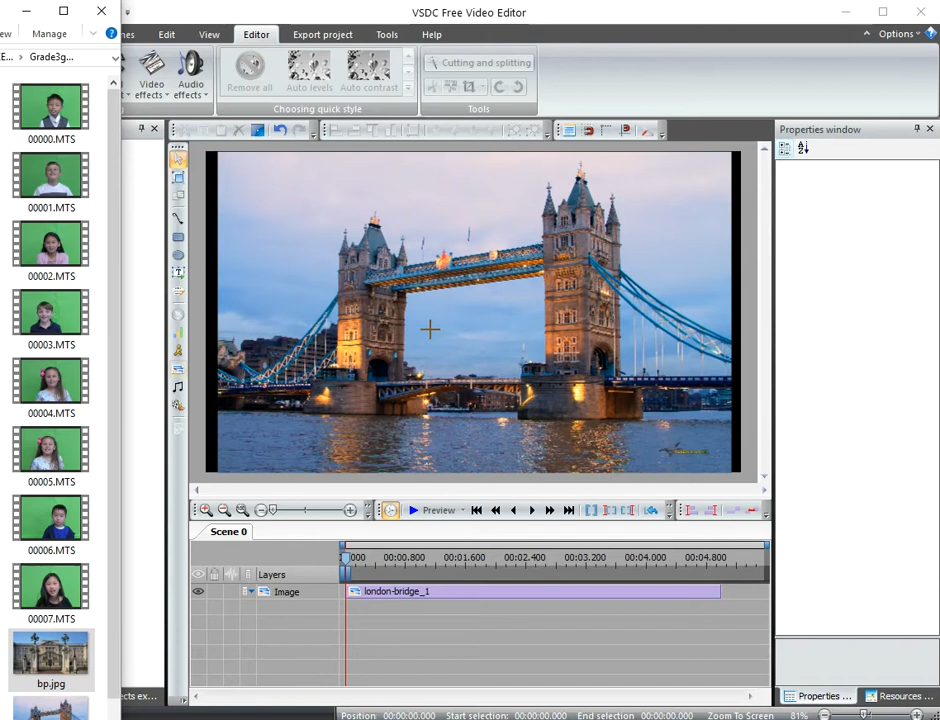 VSDC Free Video Editor
ew Manage
nes Edit View Editor Export project Tools Help Options
E... Grade3g...
Video effects Audio effects Remove all Auto levels Auto contrast Cutting and splitting
Choosing quick style Tools
Properties window
00000.MTS
00001.MTS
00002.MTS
00003.MTS
00004.MTS
00005.MTS
00006.MTS
00007.MTS
bp.jpg
Preview
Scene 0
000 00:00.800 00:01.600 00:02.400 00:03.200 00:04.000 00:04.800
Layers
Image london-bridge_1
cts ex... Properties ... Resources ...
Position: 00:00:00.000 Start selection: 00:00:00.000 End selection: 00:00:00.000 Zoom To Screen 81%